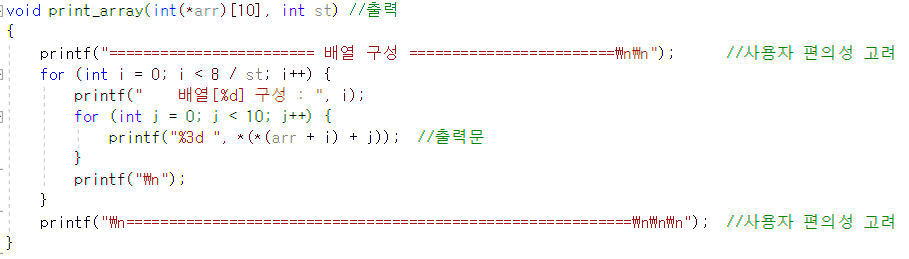 void print_array(int(*arr)[10], int st) //출력
{
printf("======================== 배열 구성 ========================₩n₩n"); //사용자 편의성 고려
for (int i = 0; i < 8 / st; i++) {
printf(" 배열[%d] 구성 : ", i);
for (int j = 0; j < 10; j++) {
printf("%3d ", *(*(arr + i) + j)); //출력문
}
printf("₩n");
}
printf("₩n===========================================================₩n₩n₩n"); //사용자 편의성 고려
}